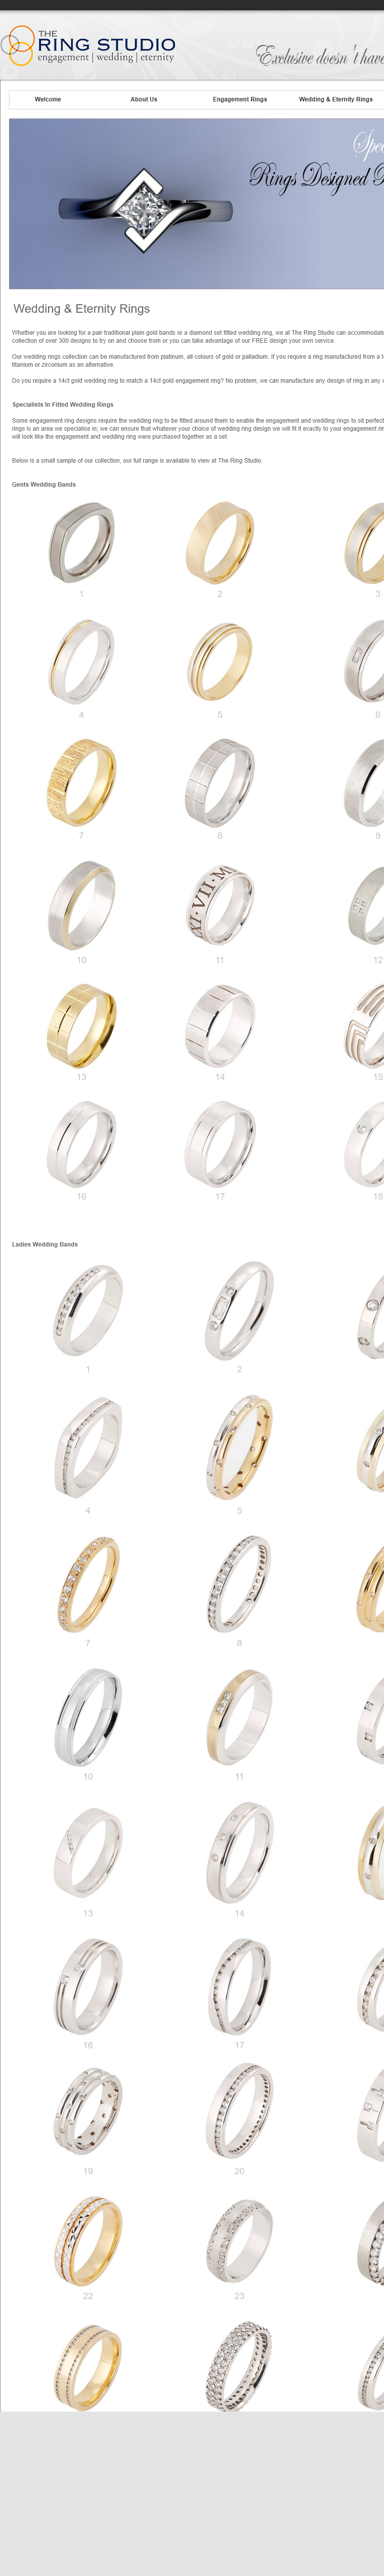 THE
RING STUDIO
engagement | wedding | eternity
Exclusive doesn't have
Welcome
About Us
Engagement Rings
Wedding & Eternity Rings
Rings Designed
Wedding & Eternity Rings
Whether you are looking for a pair traditional plain gold bands or a diamond set fitted wedding ring, we at The Ring Studio can accommodate
collection of over 300 designs to try on and choose from or you can take advantage of our FREE design your own service.
Our wedding rings collection can be manufactured from platinum, all colours of gold or palladium. If you require a ring manufactured from a
titanium or zirconium as an alternative.
Do you require a 14ct gold wedding ring to match a 14ct gold engagement ring? No problem, we can manufacture any design of ring in any
Specialists In Fitted Wedding Rings
Some engagement ring designs require the wedding ring to be fitted around them to enable the engagement and wedding rings to sit perfect
rings is an area we specialise in; we can ensure that whatever your choice of wedding ring design we will fit it exactly to your engagement
will look like the engagement and wedding ring were purchased together as a set.
Below is a small sample of our collection, our full range is available to view at The Ring Studio.
Gents Wedding Bands
1
2
3
4
5
6
7
8
9
10
XI·VII·M
11
12
13
14
15
16
17
18
Ladies Wedding Bands
1
2
4
5
7
8
10
11
13
14
16
17
19
20
22
23